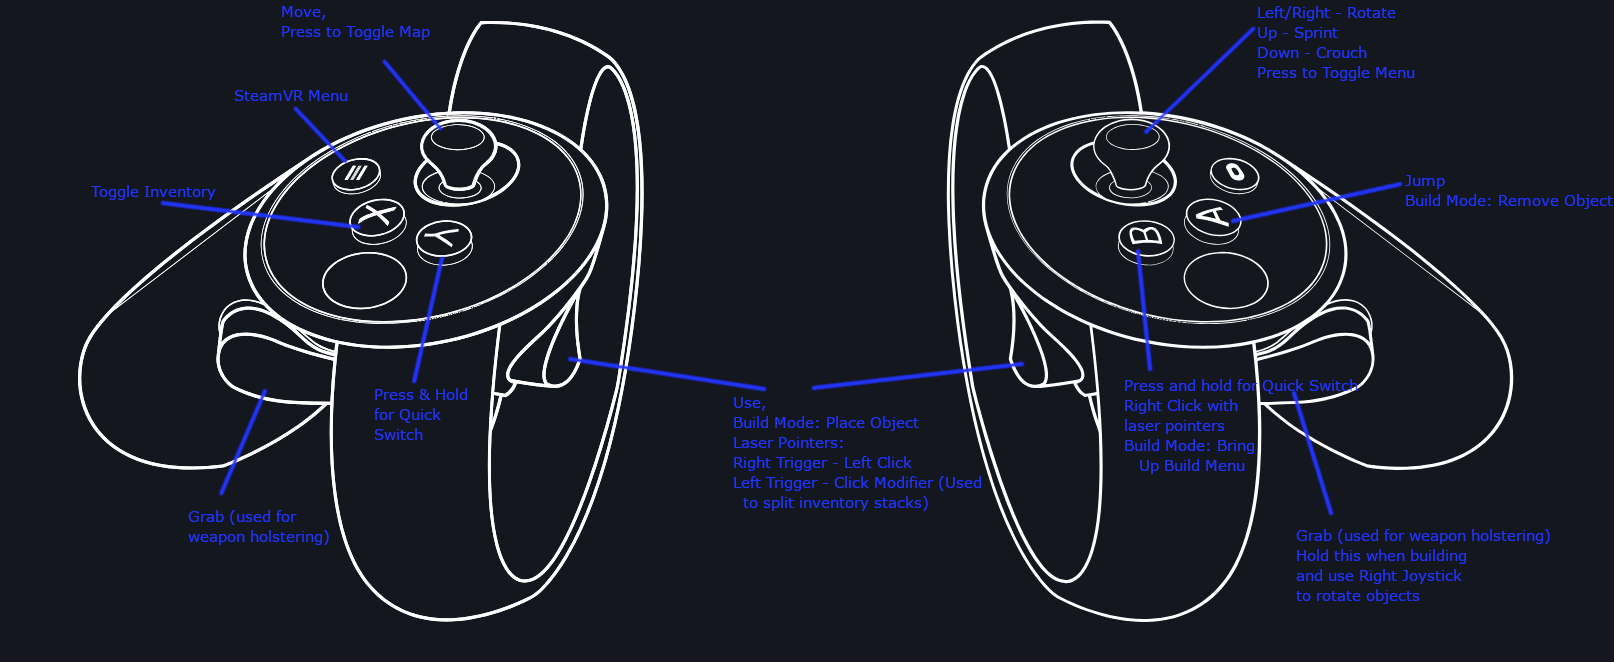 Move,
Press to Toggle Map
SteamVR Menu
Toggle Inventory
X
Y
Press & Hold
for Quick
Switch
Grab (used for
weapon holstering)
Use,
Build Mode: Place Object
Laser Pointers:
Right Trigger - Left Click
Left Trigger - Click Modifier (Used
to split inventory stacks)
Left/Right - Rotate
Up - Sprint
Down - Crouch
Press to Toggle Menu
Jump
Build Mode: Remove Object
A
B
Press and hold for Quick Switch
Right Click with
laser pointers
Build Mode: Bring
Up Build Menu
Grab (used for weapon holstering)
Hold this when building
and use Right Joystick
to rotate objects